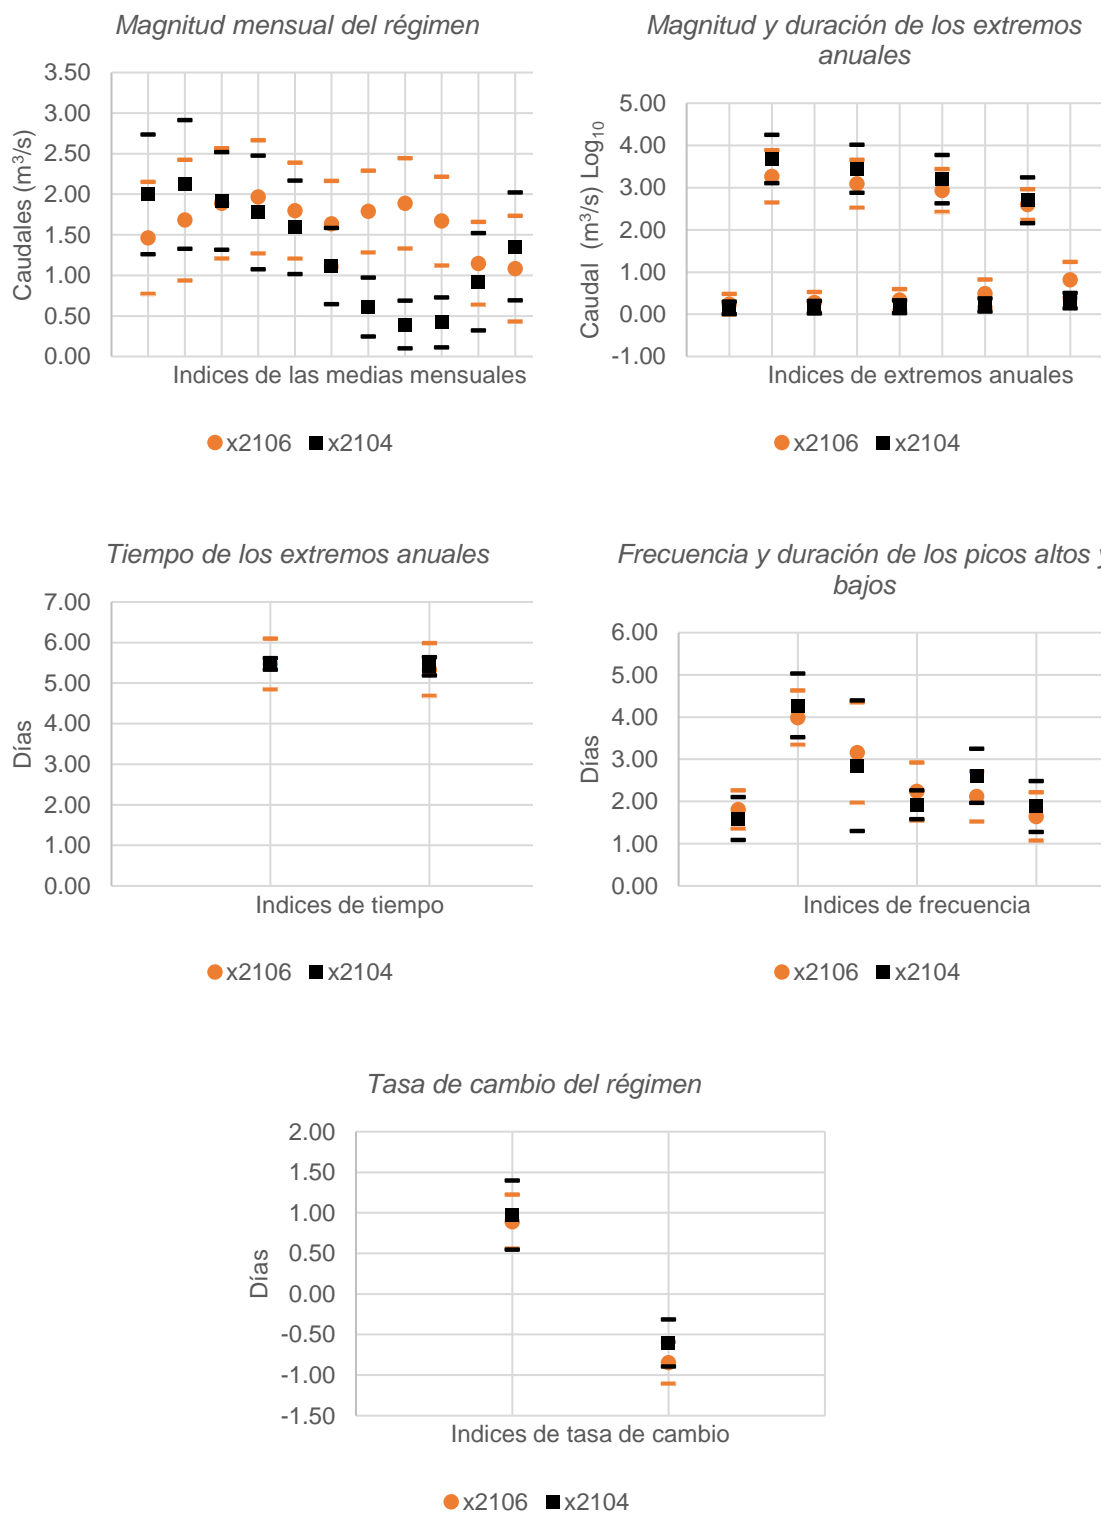 Magnitud mensual del régimen
3.50
3.00
2.50
2.00
1.50
1.00
0.50
0.00
Caudales (m³/s)
Indices de las medias mensuales
x2106 x2104
Magnitud y duración de los extremos
anuales
5.00
4.00
3.00
2.00
1.00
0.00
-1.00
Caudal (m³/s) Log₁₀
Indices de extremos anuales
x2106 x2104
Tiempo de los extremos anuales
7.00
6.00
5.00
4.00
3.00
2.00
1.00
0.00
Días
Indices de tiempo
x2106 x2104
Frecuencia y duración de los picos altos y
bajos
6.00
5.00
4.00
3.00
2.00
1.00
0.00
Días
Indices de frecuencia
x2106 x2104
Tasa de cambio del régimen
2.00
1.50
1.00
0.50
0.00
-0.50
-1.00
-1.50
Días
Indices de tasa de cambio
x2106 x2104